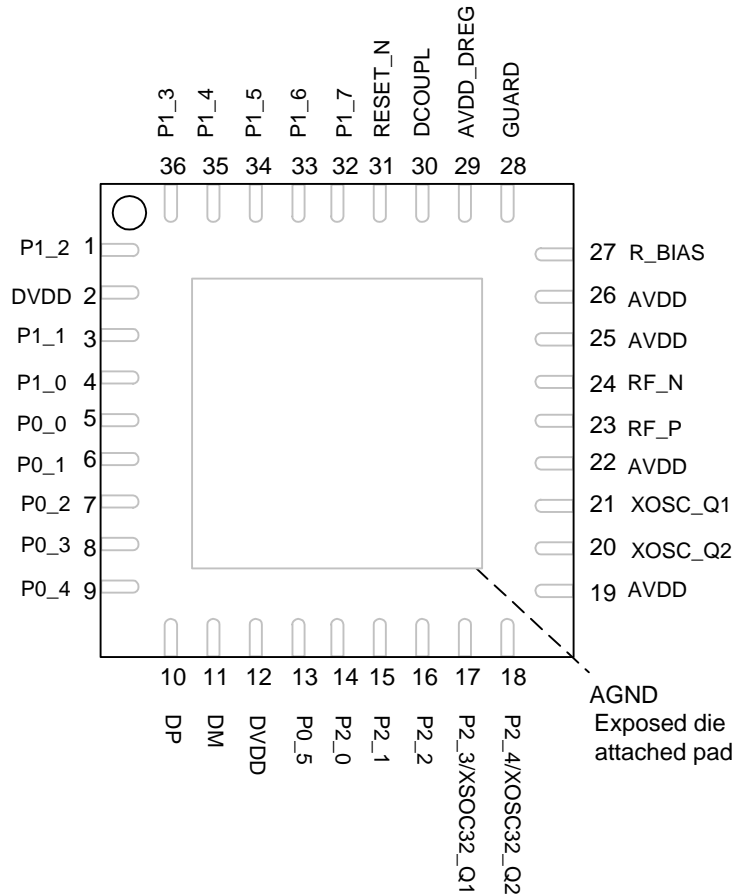 P1_3
P1_4
P1_5
P1_6
P1_7
RESET_N
DCOUPL
AVDD_DREG
GUARD
36 35 34 33 32 31 30 29 28
P1_2 1
DVDD 2
P1_1 3
P1_0 4
P0_0 5
P0_1 6
P0_2 7
P0_3 8
P0_4 9
27 R_BIAS
26 AVDD
25 AVDD
24 RF_N
23 RF_P
22 AVDD
21 XOSC_Q1
20 XOSC_Q2
19 AVDD
10 11 12 13 14 15 16 17 18
DP
DM
DVDD
P0_5
P2_0
P2_1
P2_2
P2_3/XSOC32_Q1
P2_4/XOSC32_Q2
AGND
Exposed die
attached pad